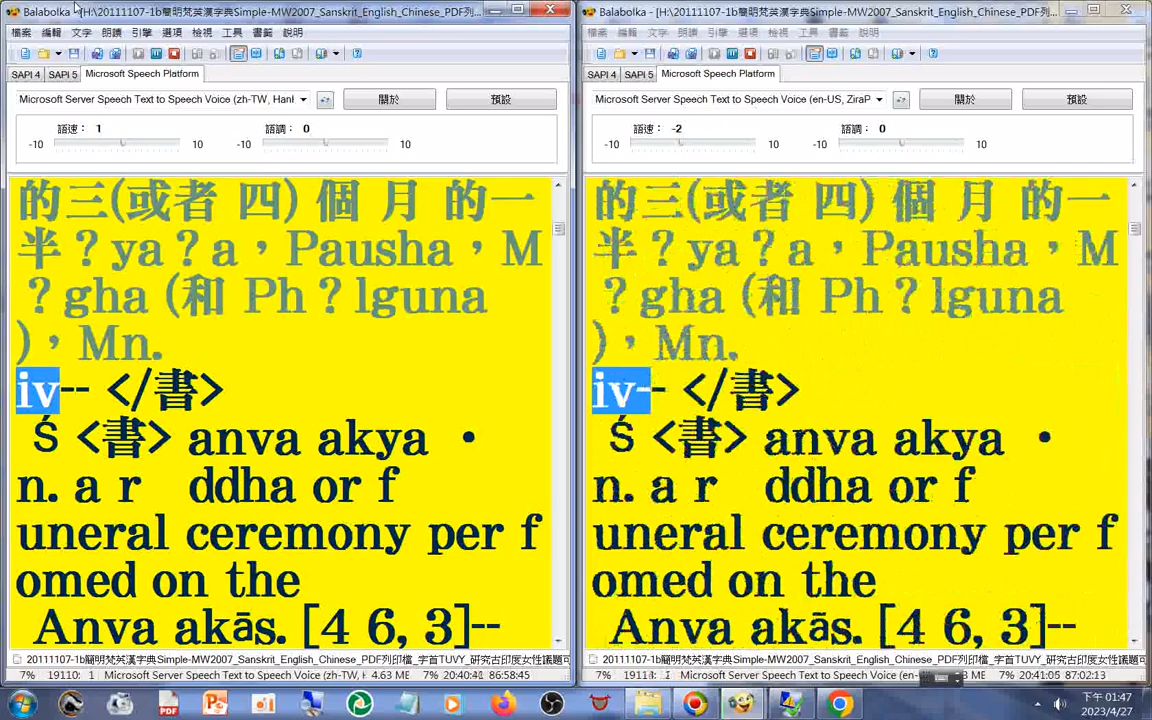 Balabolka - [H:\20111107-1b簡明梵英漢字典Simple-MW2007_Sanskrit_English_Chinese_PDF列...
檔案 編輯 文字 朗讀 引擎 選項 檢視 工具 書籤 說明
SAPI 4 SAPI 5 Microsoft Speech Platform
Microsoft Server Speech Text to Speech Voice (zh-TW, Hanl 關於 預設
語速： 1 語調： 0
-10 10 -10 10
的三(或者 四) 個 月 的一
半？ya？a，Pausha，M
？gha (和 Ph？lguna
)，Mn.
iv-- </書>
Ś <書> anva akya •
n. a r ddha or f
uneral ceremony per f
omed on the
Anva akās. [4 6, 3]--
20111107-1b簡明梵英漢字典Simple-MW2007_Sanskrit_English_Chinese_PDF列印檔_字首TUVY_研究古印度女性議題可
7% 19110: 1 Microsoft Server Speech Text to Speech Voice (zh-TW, H 4.63 MB 7% 20:40:41 86:58:45
Balabolka - [H:\20111107-1b簡明梵英漢字典Simple-MW2007_Sanskrit_English_Chinese_PDF列...
檔案 編輯 文字 朗讀 引擎 選項 檢視 工具 書籤 說明
SAPI 4 SAPI 5 Microsoft Speech Platform
Microsoft Server Speech Text to Speech Voice (en-US, ZiraP 關於 預設
語速： -2 語調： 0
-10 10 -10 10
的三(或者 四) 個 月 的一
半？ya？a，Pausha，M
？gha (和 Ph？lguna
)，Mn.
iv-- </書>
Ś <書> anva akya •
n. a r ddha or f
uneral ceremony per f
omed on the
Anva akās. [4 6, 3]--
20111107-1b簡明梵英漢字典Simple-MW2007_Sanskrit_English_Chinese_PDF列印檔_字首TUVY_研究古印度女性議題可
7% Microsoft Server Speech Text to Speech Voice 7% 20:41:05 87:02:13
PDF
下午 01:47
2023/4/27